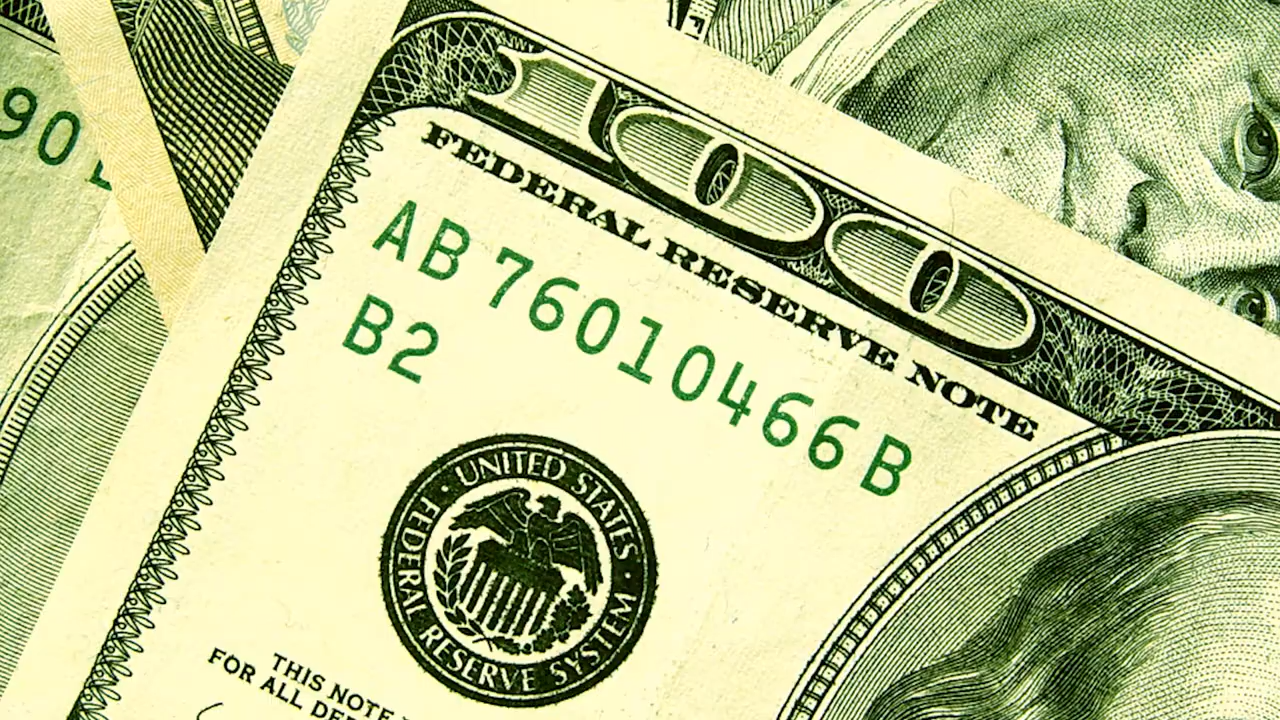 90
100
FEDERAL RESERVE NOTE
AB 76010466 B
B2
UNITED STATES
FEDERAL RESERVE SYSTEM
THIS NOTE
FOR ALL